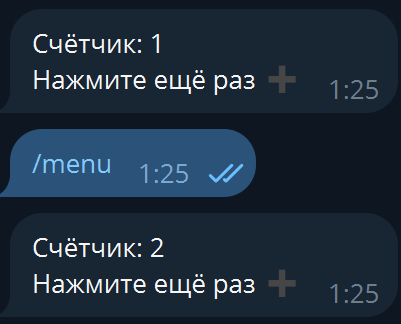 Счётчик: 1
Нажмите ещё раз ➕
1:25
/menu
1:25
Счётчик: 2
Нажмите ещё раз ➕
1:25